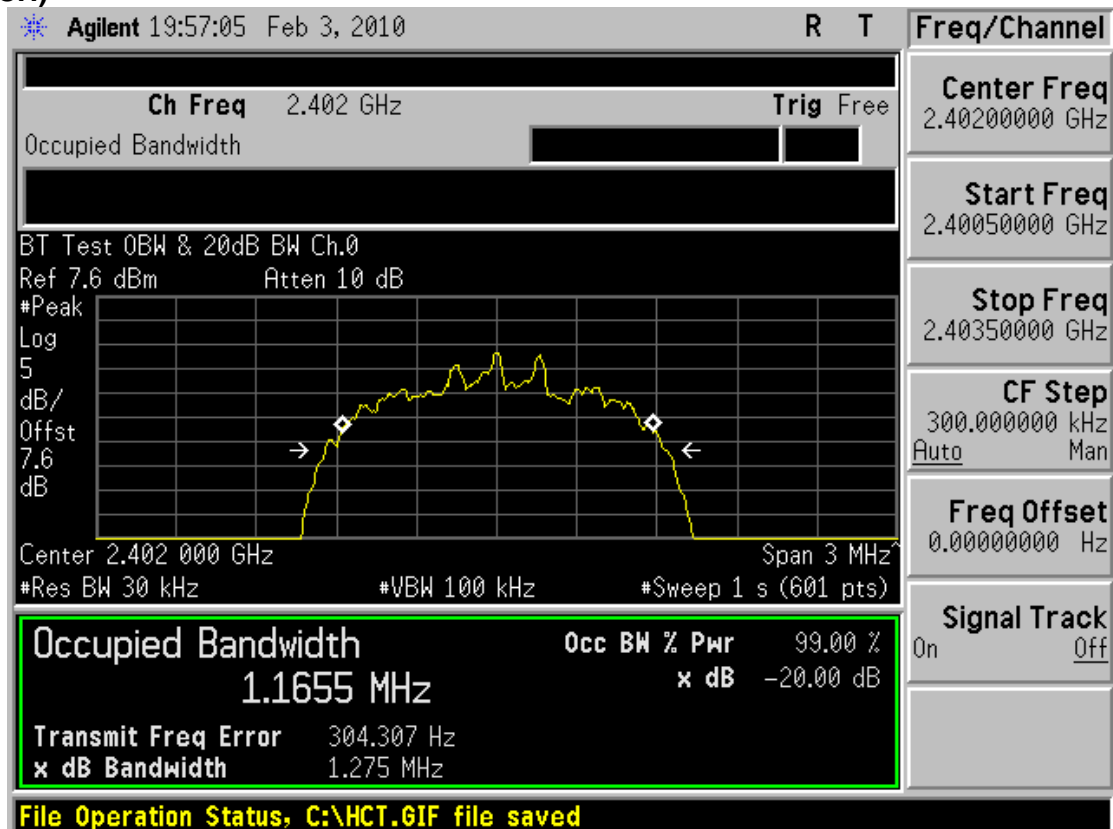 Agilent 19:57:05 Feb 3, 2010 R T
Ch Freq 2.402 GHz Trig Free
Occupied Bandwidth
BT Test OBW & 20dB BW Ch.0
Ref 7.6 dBm Atten 10 dB
#Peak
Log
5
dB/
Offst
7.6
dB
Center 2.402 000 GHz Span 3 MHz^
#Res BW 30 kHz #VBW 100 kHz #Sweep 1 s (601 pts)
Occupied Bandwidth Occ BW % Pwr 99.00 %
1.1655 MHz x dB -20.00 dB
Transmit Freq Error 304.307 Hz
x dB Bandwidth 1.275 MHz
File Operation Status, C:\HCT.GIF file saved
Freq/Channel
Center Freq
2.40200000 GHz
Start Freq
2.40050000 GHz
Stop Freq
2.40350000 GHz
CF Step
300.000000 kHz
Auto Man
Freq Offset
0.00000000 Hz
Signal Track
On Off